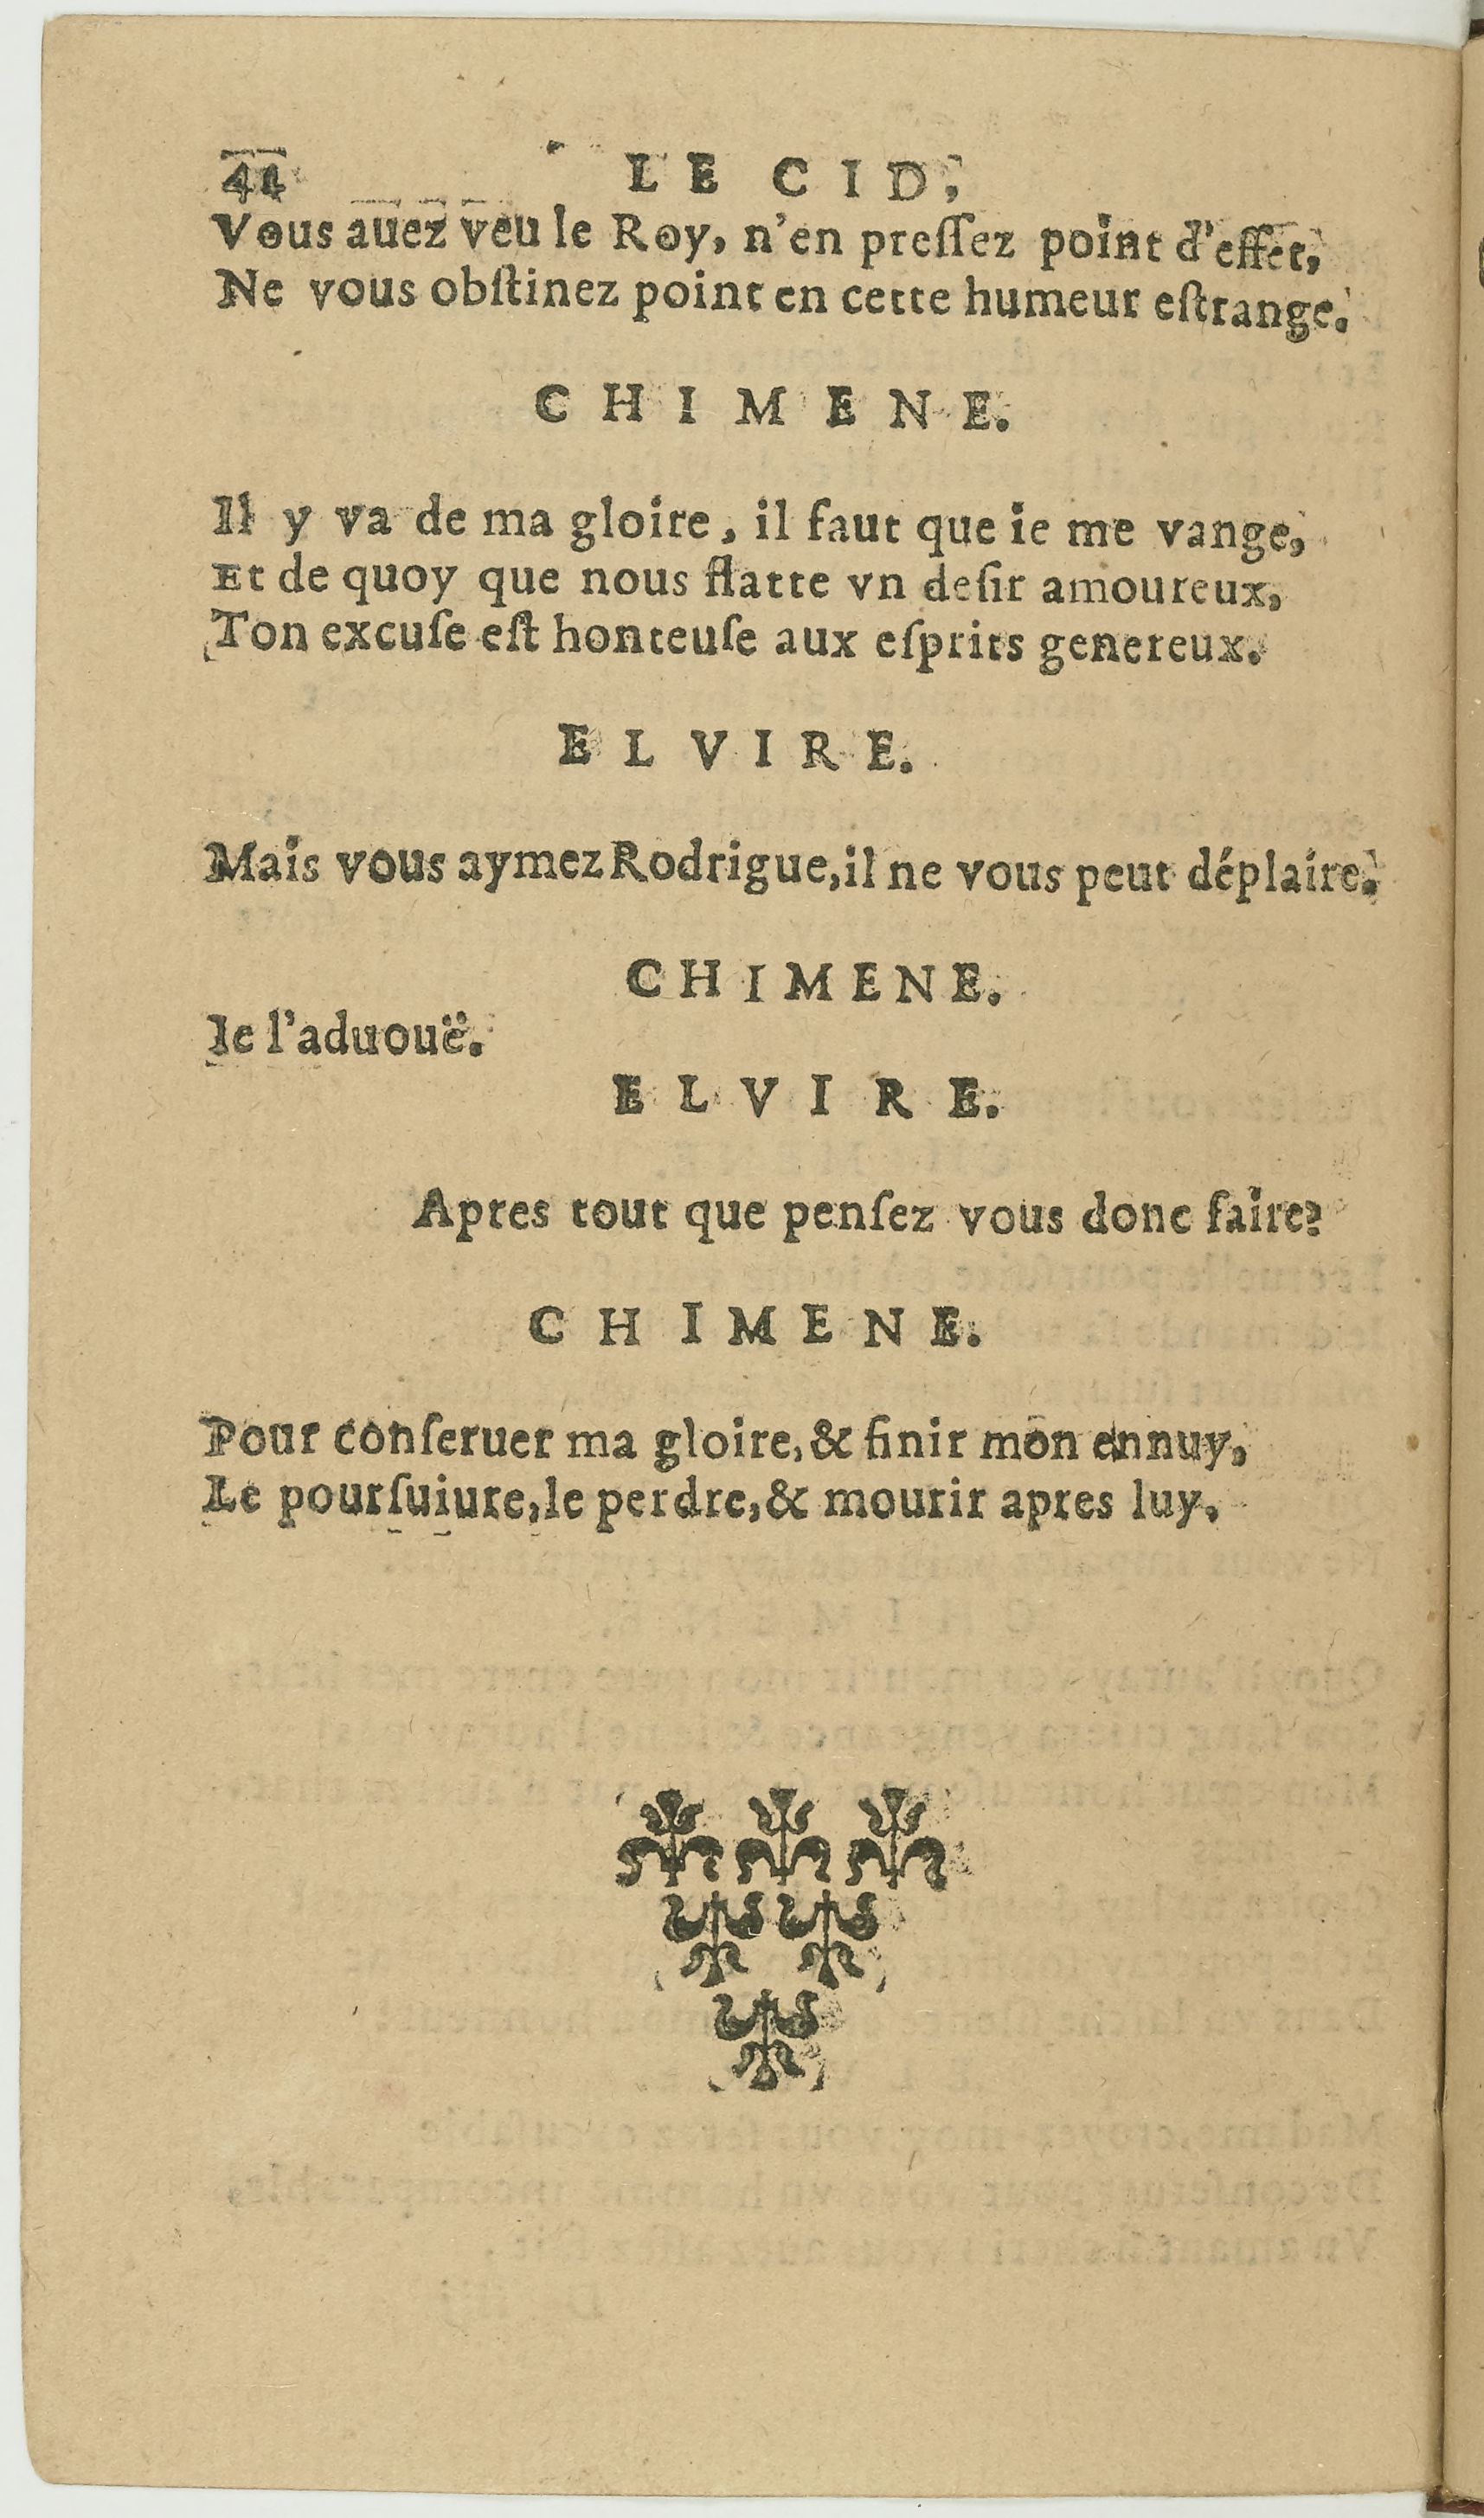 44 LE CID,
Vous auez veu le Roy, n'en preſſez point d'effet,
Ne vous obſtinez point en cette humeur eſtrange.
CHIMENE.
Il y va de ma gloire, il faut que ie me vange,
Et de quoy que nous flatte vn deſir amoureux,
Ton excuſe eſt honteuſe aux eſprits genereux.
ELVIRE.
Mais vous aymez Rodrigue, il ne vous peut déplaire.
CHIMENE.
Ie l'aduouë.
ELVIRE.
Apres tout que penſez vous donc faire?
CHIMENE.
Pour conſeruer ma gloire, & finir mon ennuy,
Le pourſuiure, le perdre, & mourir apres luy.